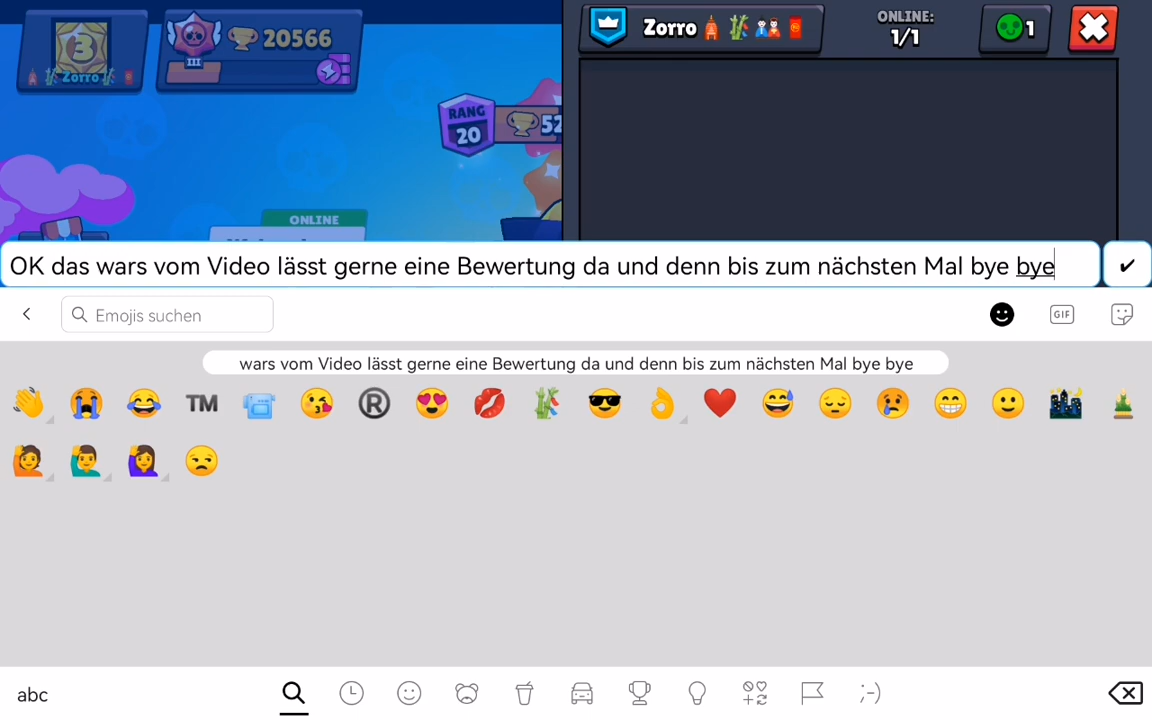 3
Zorro
20566
III
RANG
20
52
ONLINE
Zorro
ONLINE:
1/1
1
OK das wars vom Video lässt gerne eine Bewertung da und denn bis zum nächsten Mal bye bye
Emojis suchen
GIF
wars vom Video lässt gerne eine Bewertung da und denn bis zum nächsten Mal bye bye
TM
®
abc
;-)